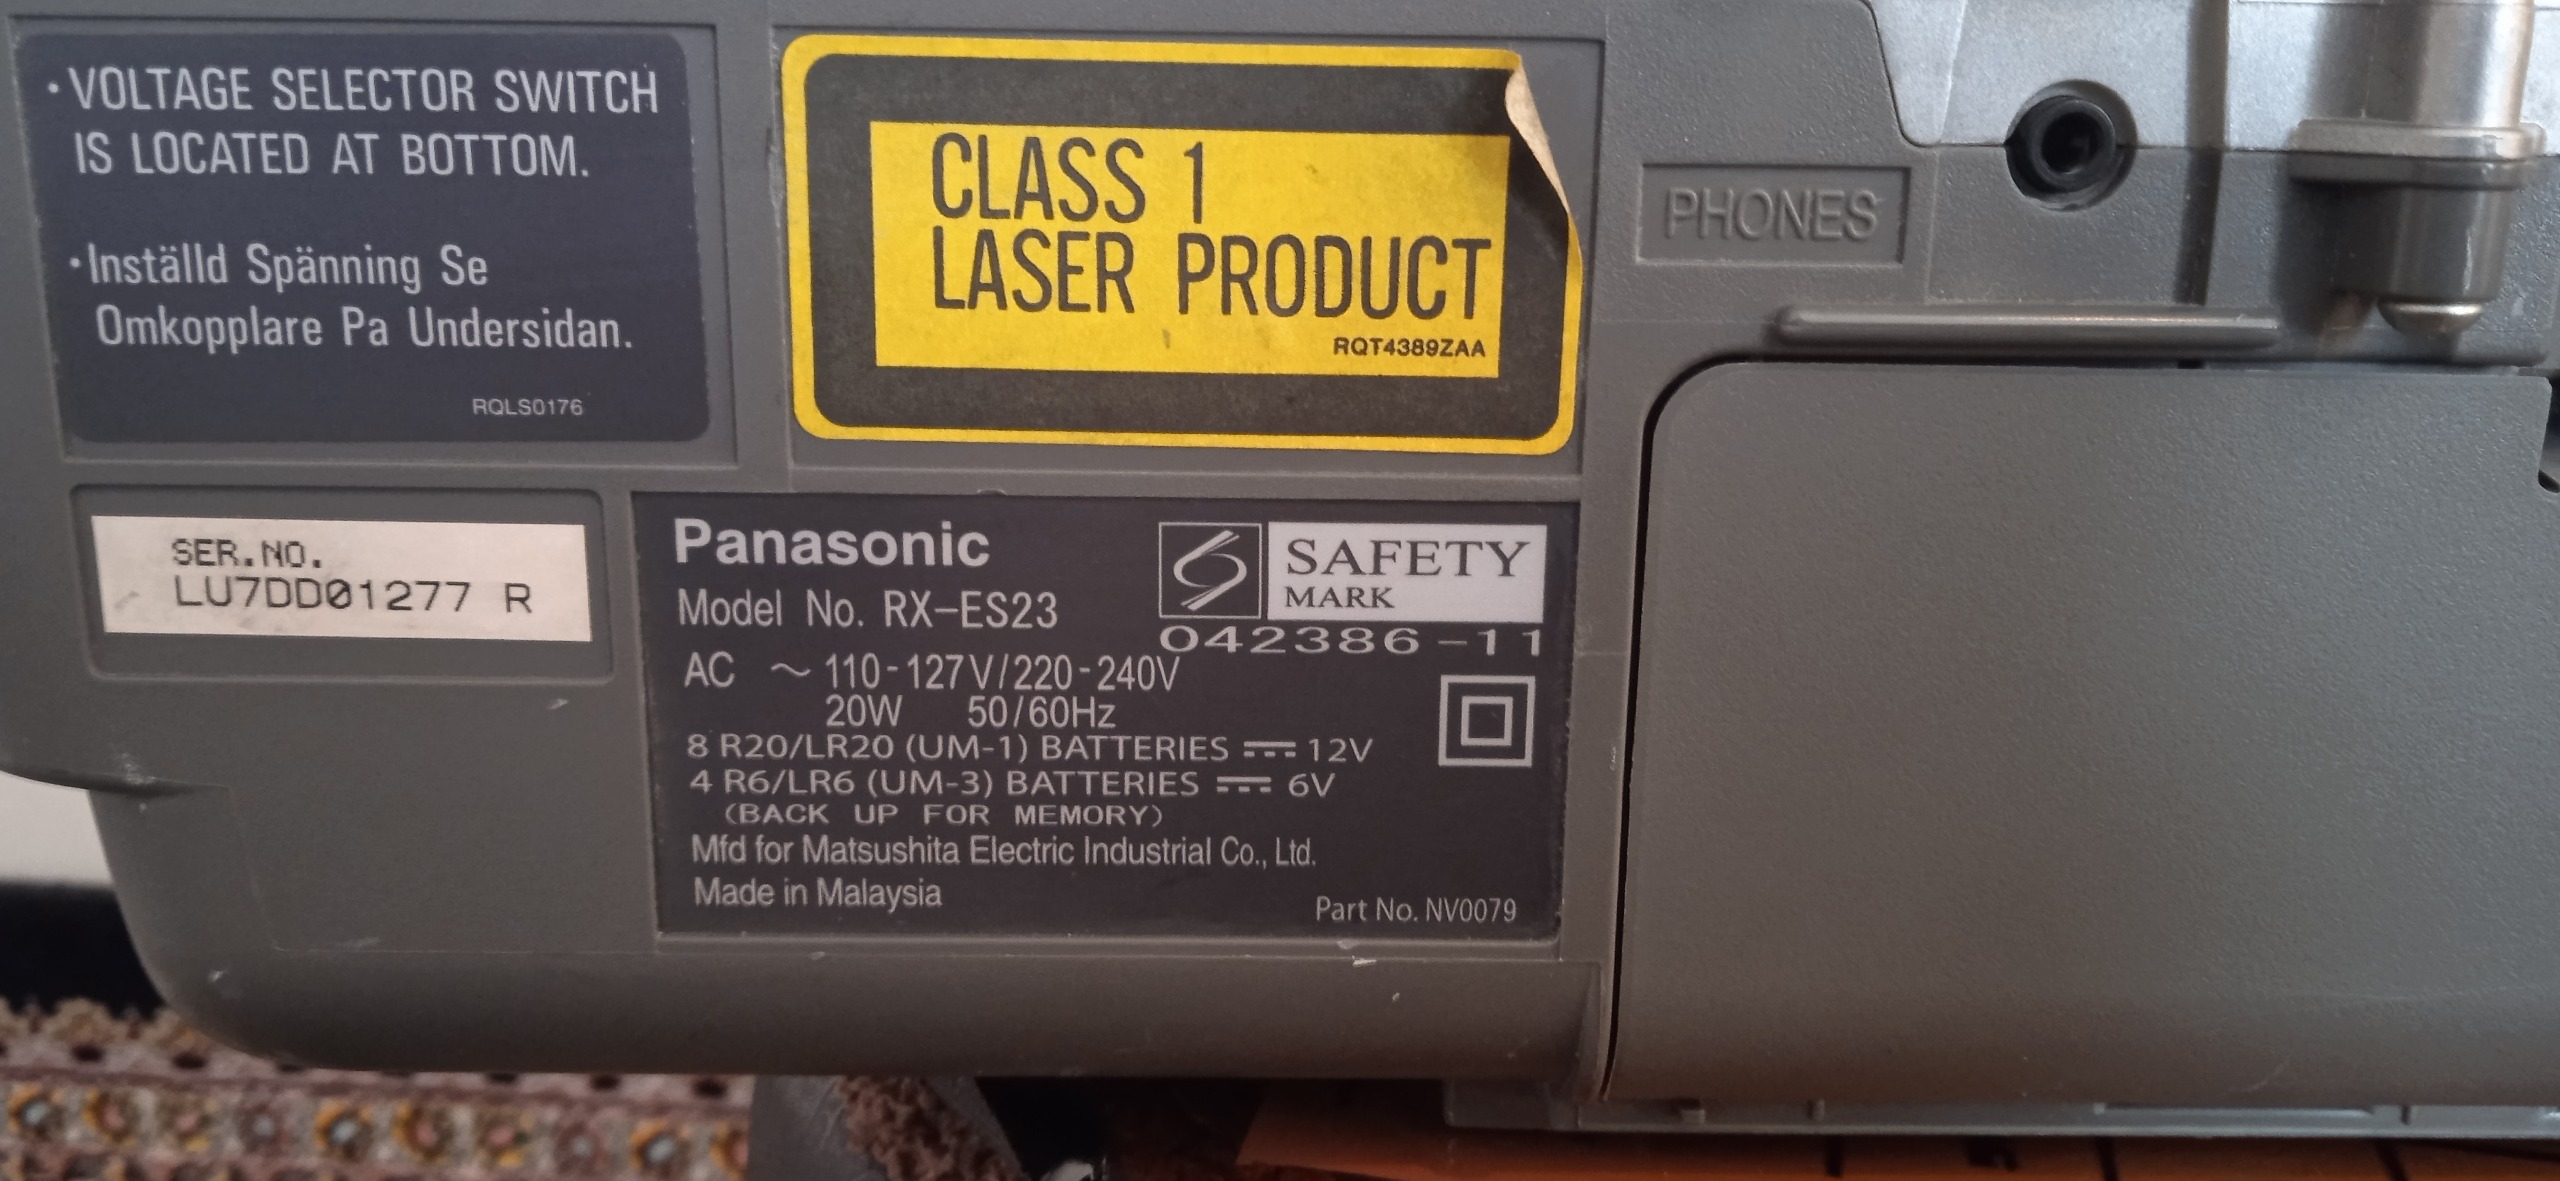 · VOLTAGE SELECTOR SWITCH
IS LOCATED AT BOTTOM.
· Inställd Spänning Se
Omkopplare Pa Undersidan.
RQLS0176
CLASS 1
LASER PRODUCT
RQT4389ZAA
PHONES
SER.NO.
LU7DD01277 R
Panasonic
Model No. RX-ES23
SAFETY
MARK
042386-11
AC ~ 110-127V/220-240V
20W 50/60Hz
8 R20/LR20 (UM-1) BATTERIES ⎓ 12V
4 R6/LR6 (UM-3) BATTERIES ⎓ 6V
(BACK UP FOR MEMORY)
Mfd for Matsushita Electric Industrial Co., Ltd.
Made in Malaysia
Part No. NV0079